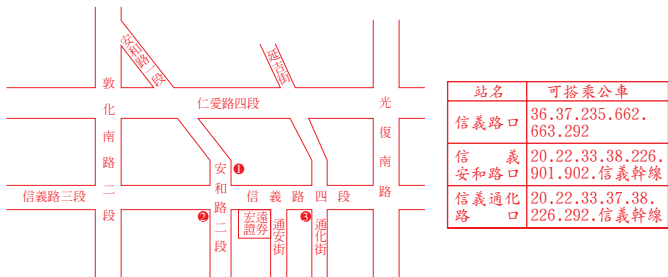 安和路一段
延吉街
敦化南路二段
仁愛路四段
光復南路
安和路二段
❶
信義路三段
信義路四段
❷
宏遠
證券
通安街
❸
通化街
站名 可搭乘公車
信義路口 36.37.235.662.
663.292
信義
安和路口 20.22.33.38.226.
901.902.信義幹線
信義通化
路口 20.22.33.37.38.
226.292.信義幹線